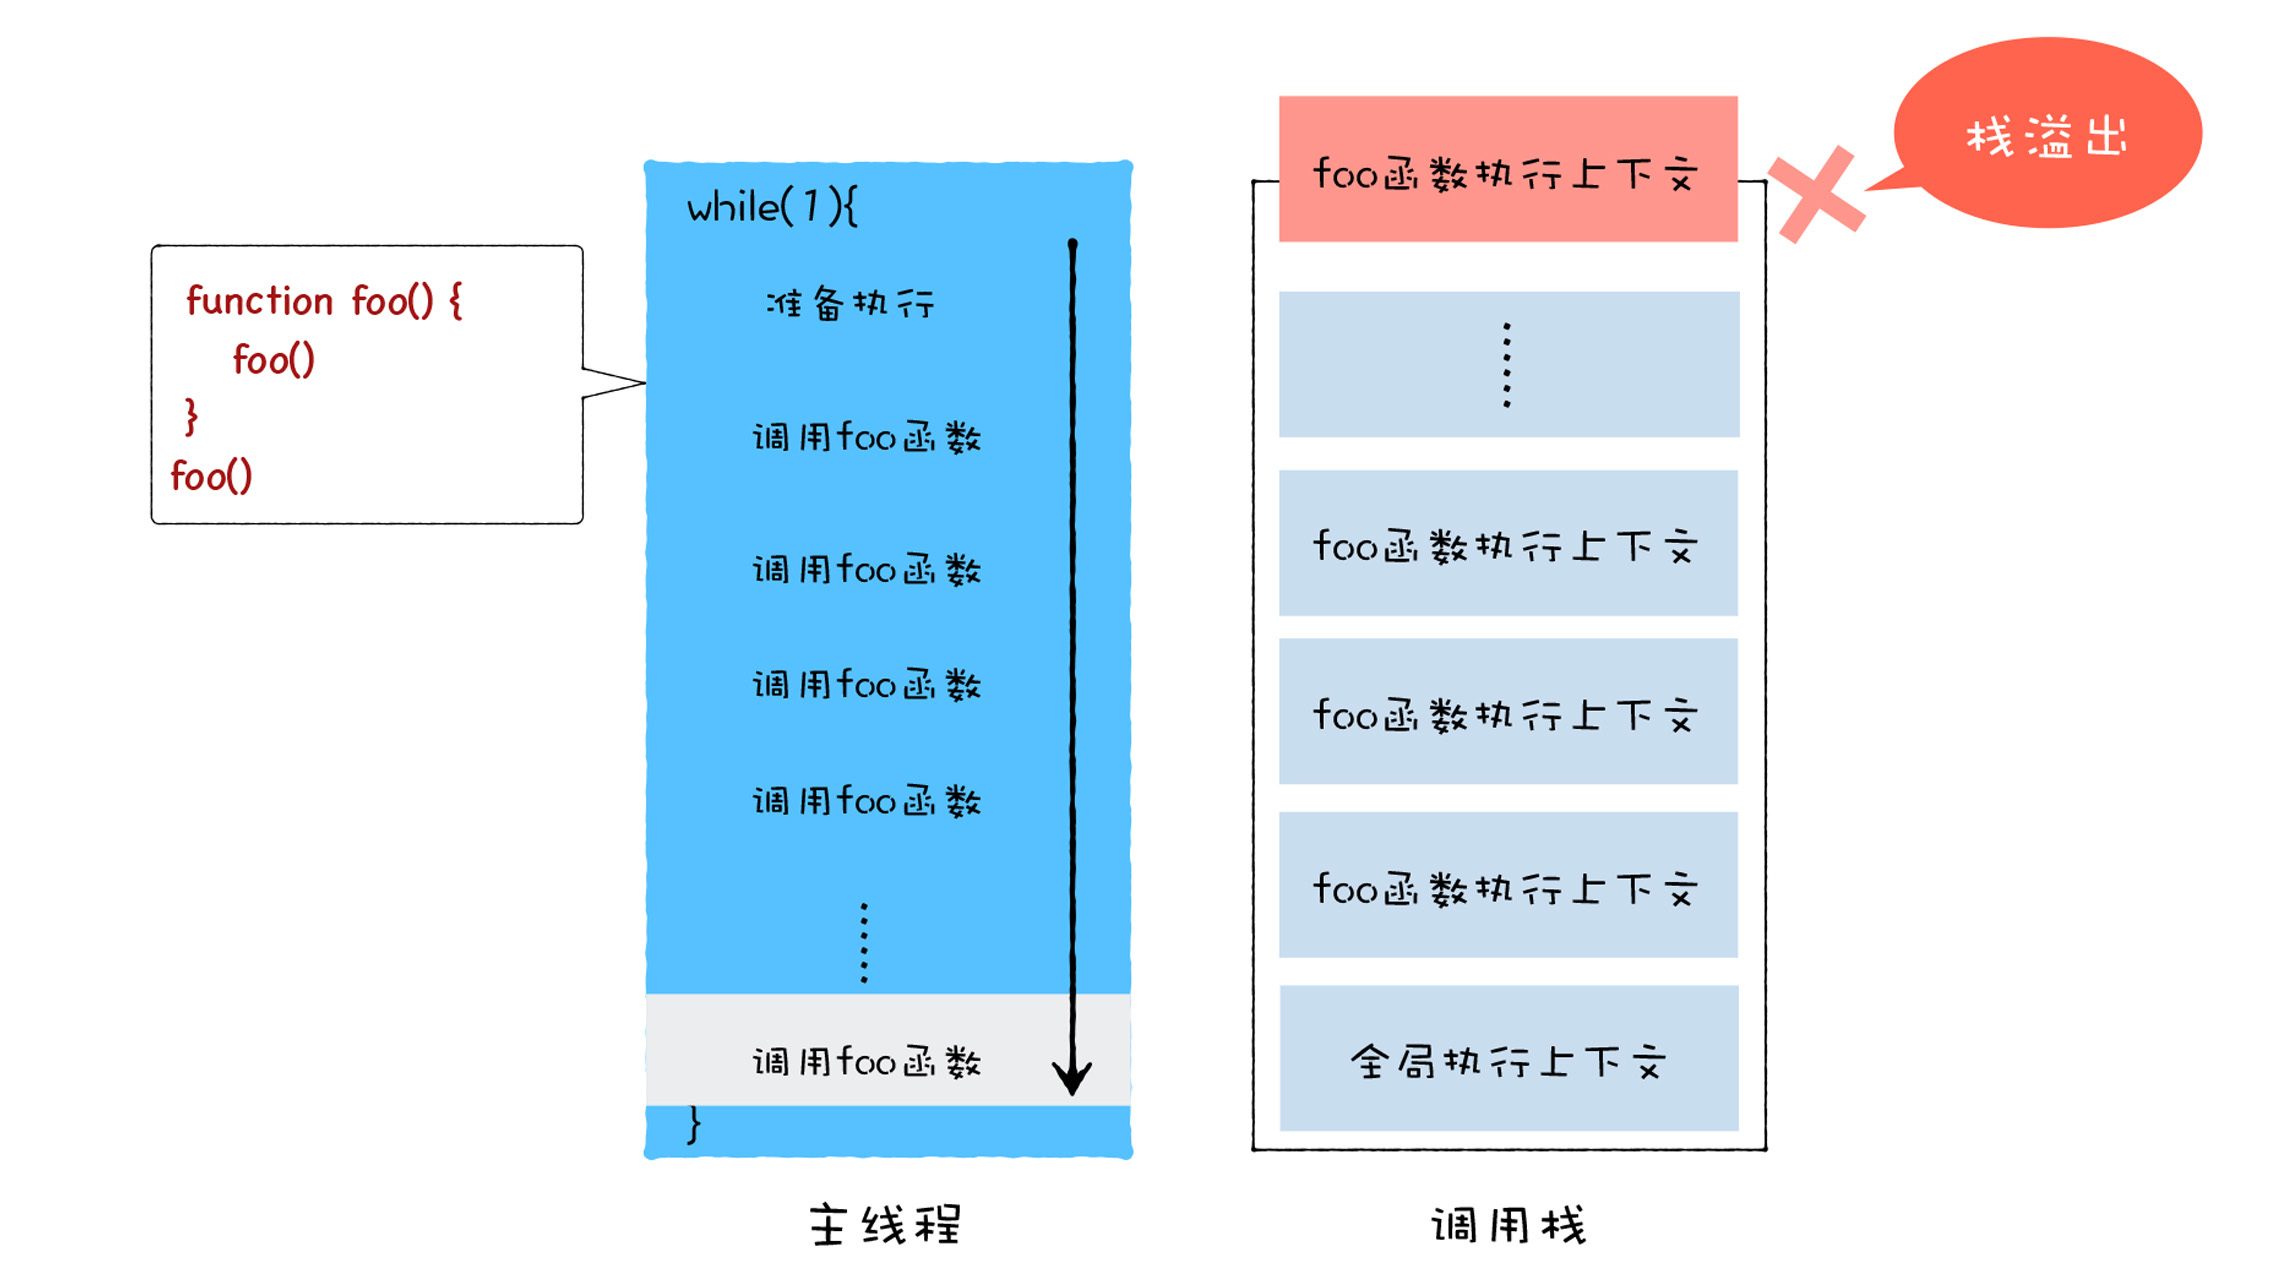 function foo() {
foo()
}
foo()
while(1){
准备执行
调用foo函数
调用foo函数
调用foo函数
调用foo函数
调用foo函数
}
主线程
foo函数执行上下文
foo函数执行上下文
foo函数执行上下文
foo函数执行上下文
全局执行上下文
调用栈
栈溢出